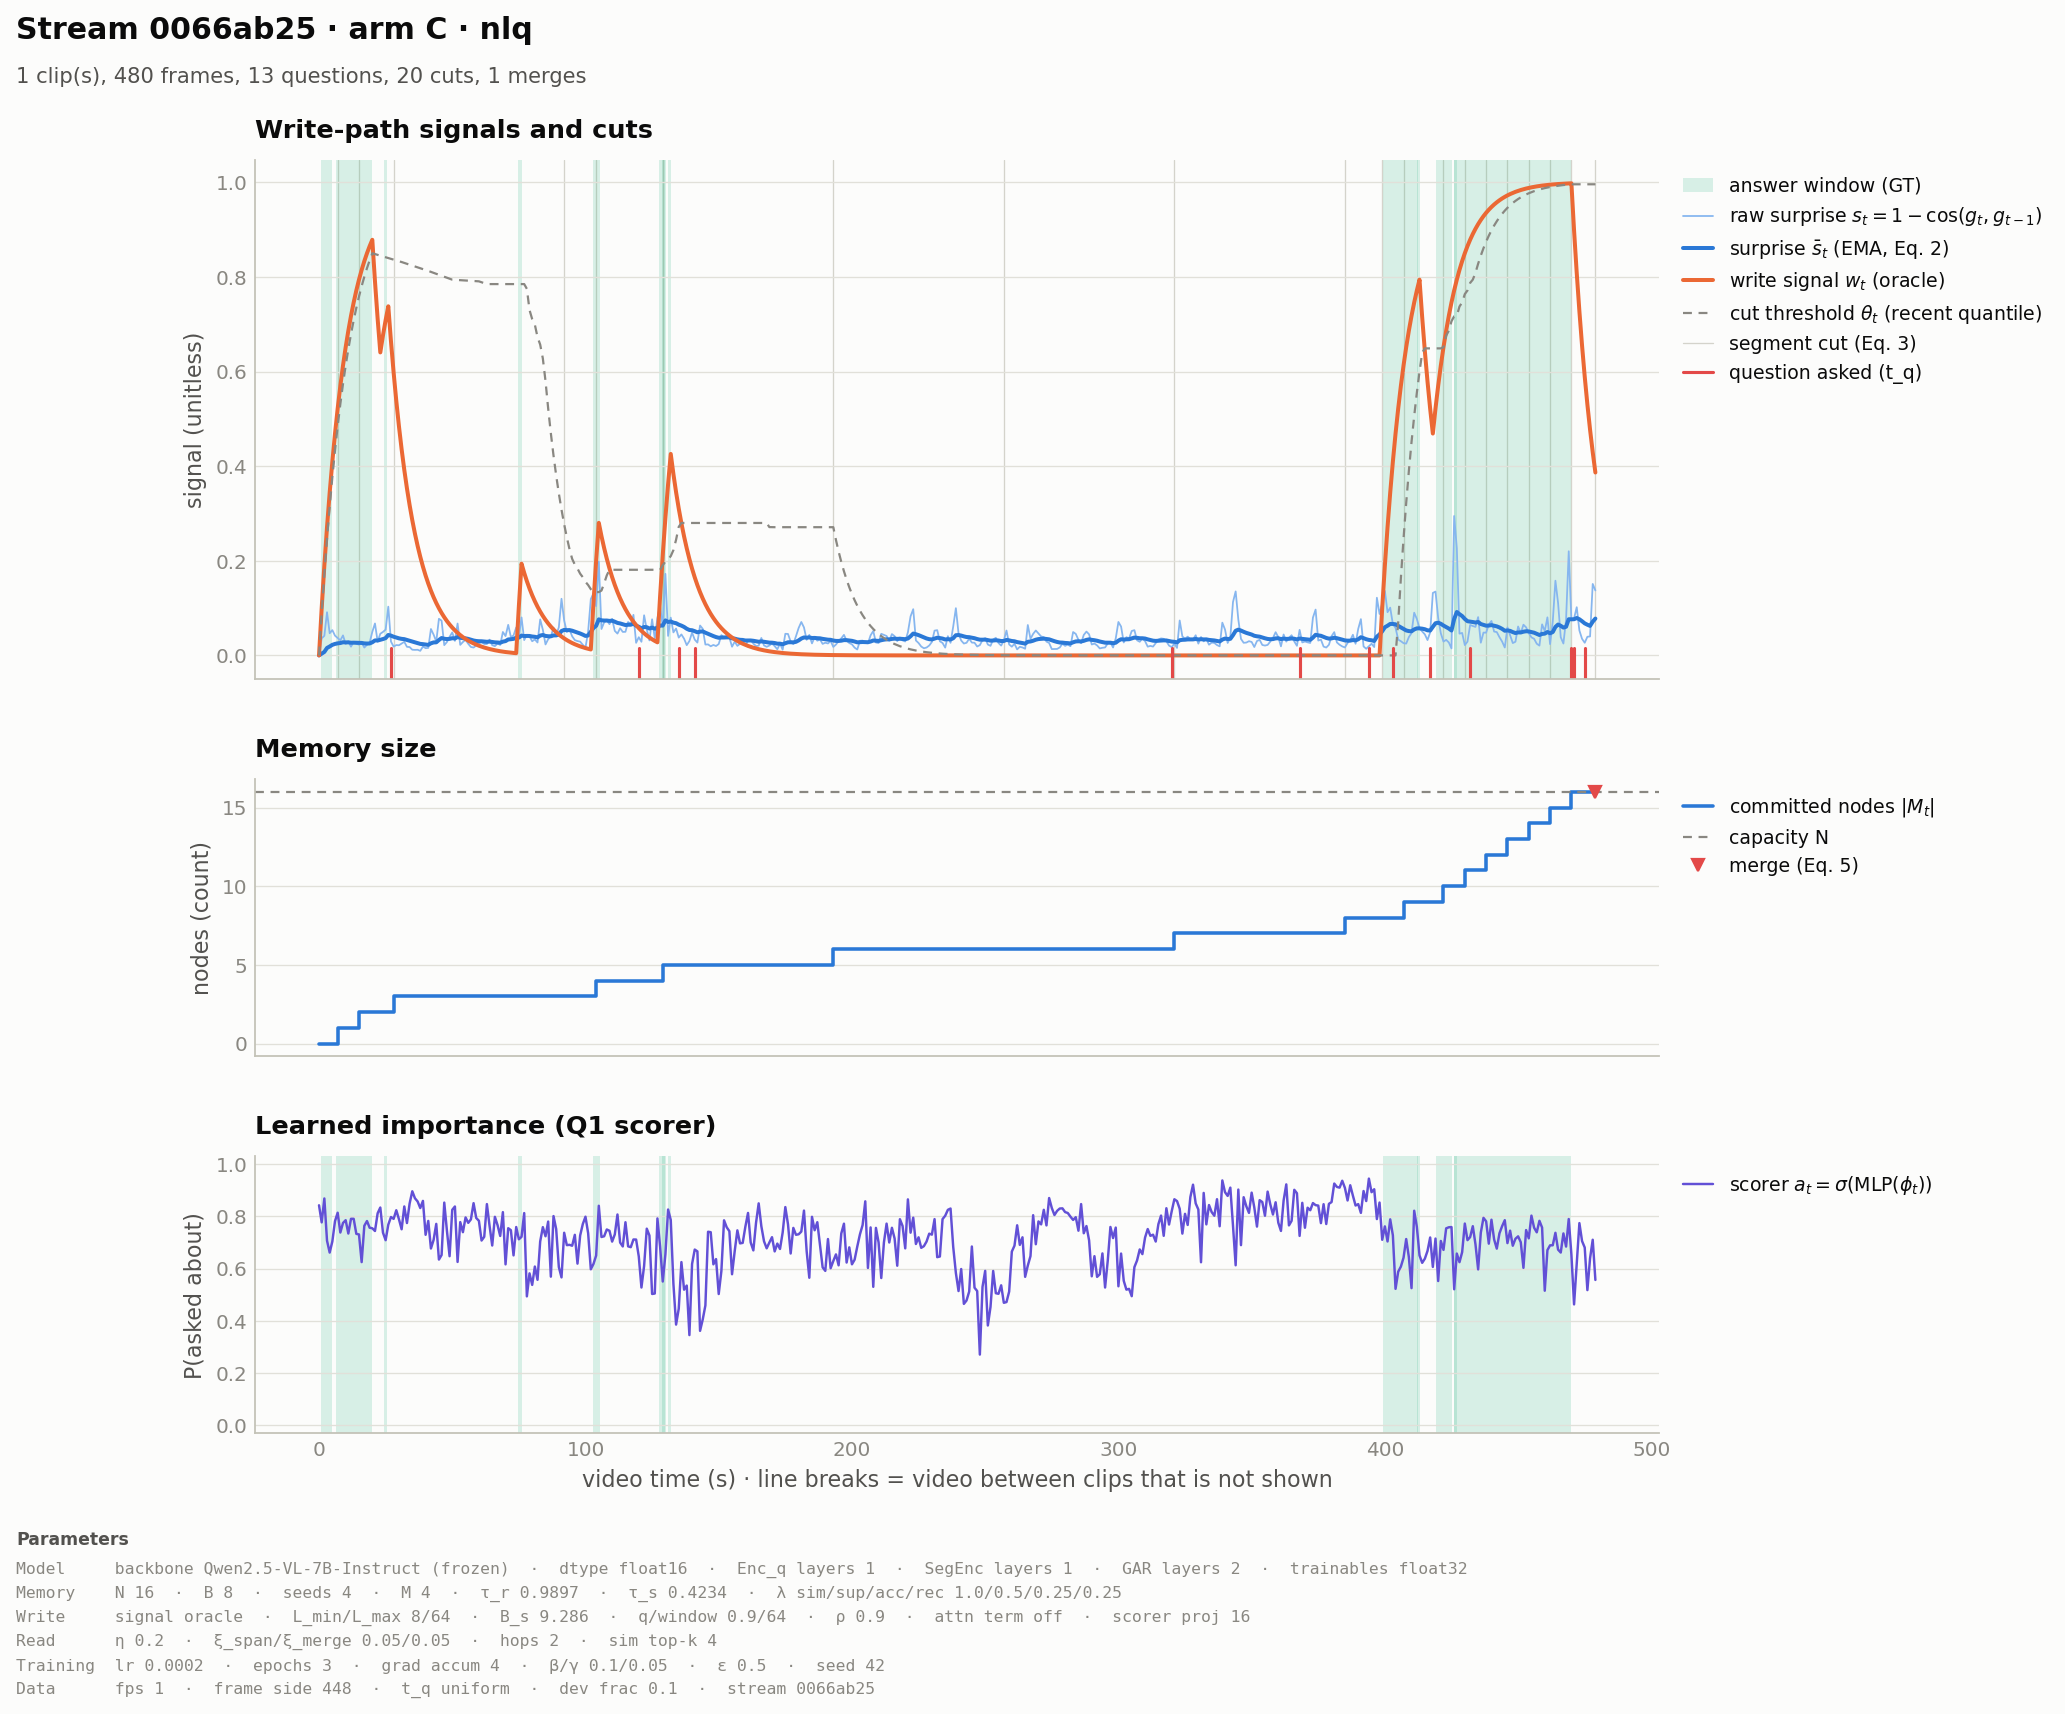 Stream 0066ab25 · arm C · nlq
1 clip(s), 480 frames, 13 questions, 20 cuts, 1 merges
Write-path signals and cuts
1.0
0.8
0.6
0.4
0.2
0.0
signal (unitless)
answer window (GT)
raw surprise s_t = 1 − cos(g_t, g_{t−1})
surprise s̄_t (EMA, Eq. 2)
write signal w_t (oracle)
cut threshold θ_t (recent quantile)
segment cut (Eq. 3)
question asked (t_q)
Memory size
15
10
5
0
nodes (count)
committed nodes |M_t|
capacity N
merge (Eq. 5)
Learned importance (Q1 scorer)
1.0
0.8
0.6
0.4
0.2
0.0
P(asked about)
scorer a_t = σ(MLP(ϕ_t))
0 100 200 300 400 500
video time (s) · line breaks = video between clips that is not shown
Parameters
Model backbone Qwen2.5-VL-7B-Instruct (frozen) · dtype float16 · Enc_q layers 1 · SegEnc layers 1 · GAR layers 2 · trainables float32
Memory N 16 · B 8 · seeds 4 · M 4 · τ_r 0.9897 · τ_s 0.4234 · λ sim/sup/acc/rec 1.0/0.5/0.25/0.25
Write signal oracle · L_min/L_max 8/64 · B_s 9.286 · q/window 0.9/64 · ρ 0.9 · attn term off · scorer proj 16
Read η 0.2 · ξ_span/ξ_merge 0.05/0.05 · hops 2 · sim top-k 4
Training lr 0.0002 · epochs 3 · grad accum 4 · β/γ 0.1/0.05 · ε 0.5 · seed 42
Data fps 1 · frame side 448 · t_q uniform · dev frac 0.1 · stream 0066ab25